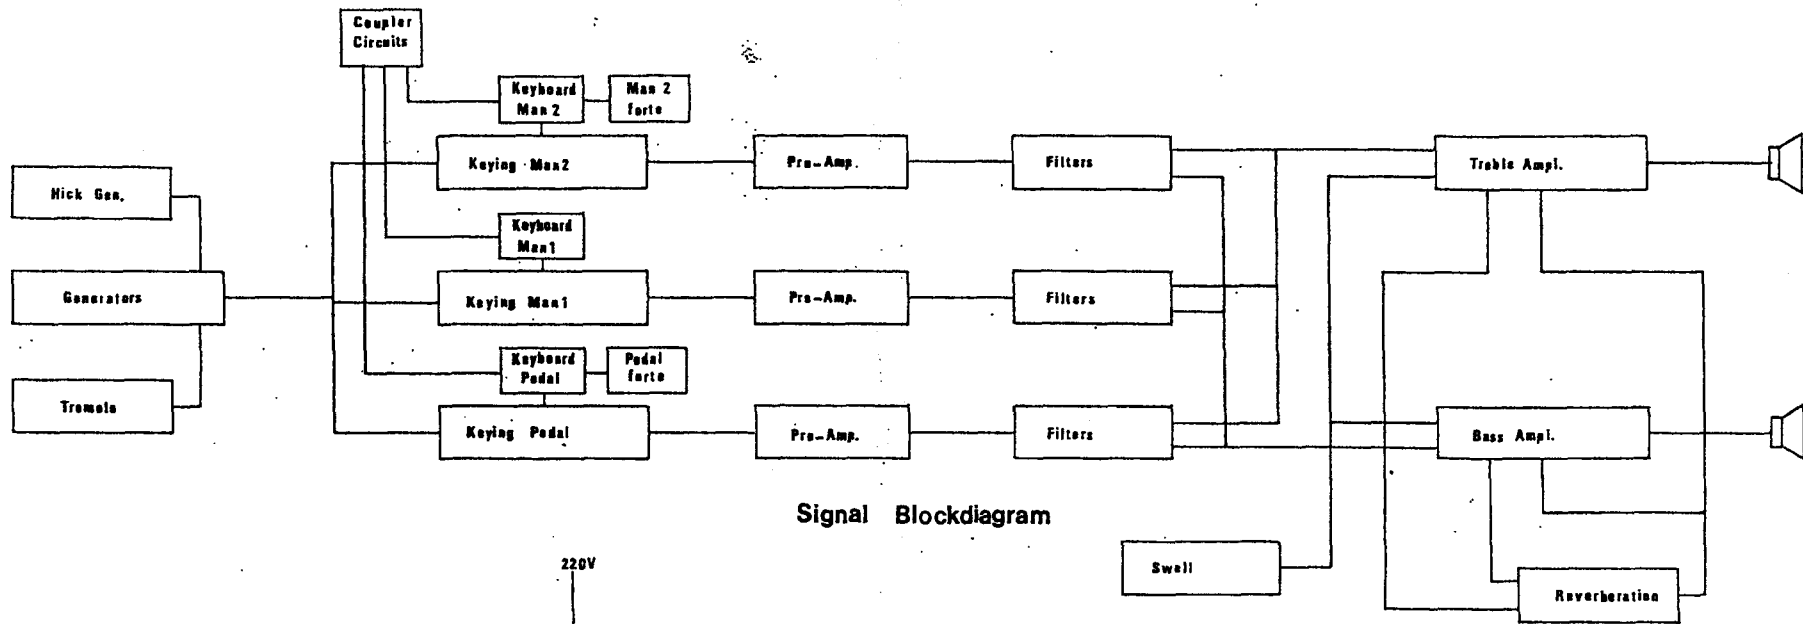 Coupler
Circuits
Keyboard
Man2
Man 2
forte
Keying Man2
Pre-Amp.
Filters
Treble Ampl.
Hick Gen.
Keyboard
Man1
Generators
Keying Man1
Pre-Amp.
Filters
Keyboard
Pedal
Pedal
forte
Tremolo
Keying Pedal
Pre-Amp.
Filters
Bass Ampl.
Signal Blockdiagram
220V
Swell
Reverberation